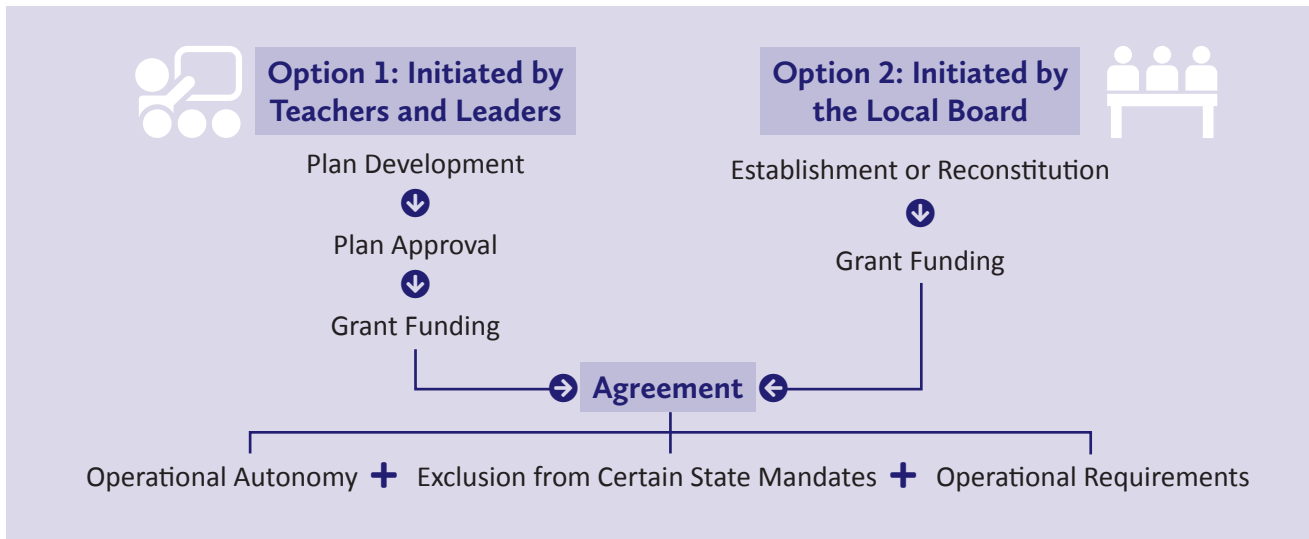 Option 1: Initiated by
Teachers and Leaders
Plan Development
Plan Approval
Grant Funding
Option 2: Initiated by
the Local Board
Establishment or Reconstitution
Grant Funding
Agreement
Operational Autonomy + Exclusion from Certain State Mandates + Operational Requirements